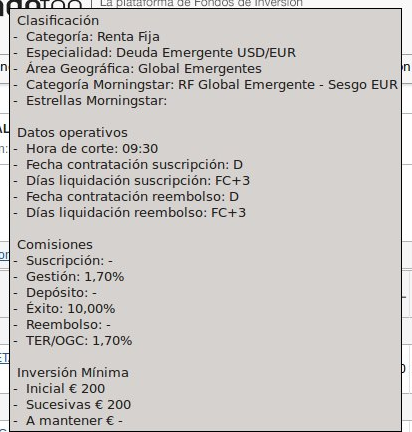 La plataforma de Fondos de Inversión
Clasificación
- Categoría: Renta Fija
- Especialidad: Deuda Emergente USD/EUR
- Área Geográfica: Global Emergentes
- Categoría Morningstar: RF Global Emergente - Sesgo EUR
- Estrellas Morningstar:
Datos operativos
- Hora de corte: 09:30
- Fecha contratación suscripción: D
- Días liquidación suscripción: FC+3
- Fecha contratación reembolso: D
- Días liquidación reembolso: FC+3
Comisiones
- Suscripción: -
- Gestión: 1,70%
- Depósito: -
- Éxito: 10,00%
- Reembolso: -
- TER/OGC: 1,70%
Inversión Mínima
- Inicial € 200
- Sucesivas € 200
- A mantener € -